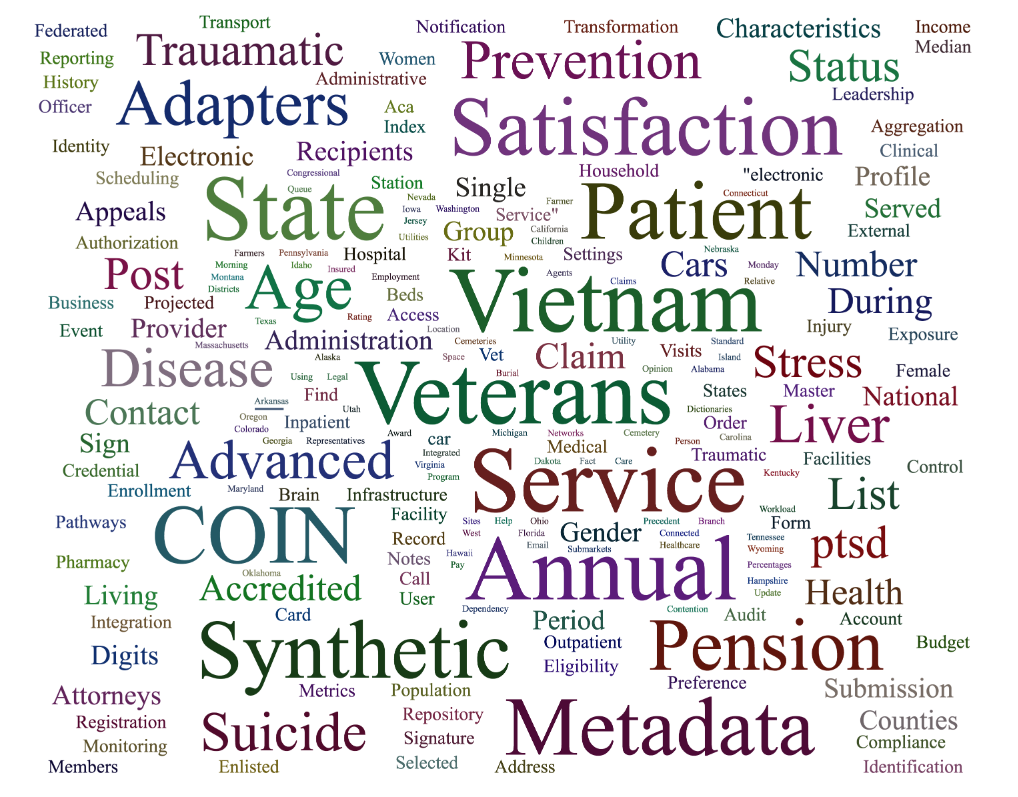 Federated
Transport
Notification
Transformation
Characteristics
Income
Median
Reporting
Trauamatic
Women
Prevention
Status
History
Administrative
Leadership
Officer
Adapters
Aca
Index
Satisfaction
Aggregation
Identity
Electronic
Recipients
Clinical
Scheduling
Congressional
Household
"electronic
Profile
State
Queue
Station
Single
Patient
Connecticut
Appeals
Nevada
Iowa
Washington
Farmer
Served
Jersey
Service"
Authorization
Utilities
Group
California
External
Children
Farmers
Pennsylvania
Hospital
Kit
Minnesota
Settings
Nebraska
Post
Morning
Idaho
Insured
Cars
Monday
Number
Montana
Age
Employment
Vietnam
Agents
Claims
Relative
Districts
Beds
Business
Projected
Rating
Access
During
Event
Provider
Texas
Location
Injury
Exposure
Massachusetts
Administration
Cemeteries
Utility
Standard
Disease
Alaska
Space
Vet
Claim
Visits
Island
Stress
Using
Legal
Veterans
Burial
Opinion
Alabama
Female
Arkansas
Find
States
Master
National
Contact
Utah
Dictionaries
Oregon
Inpatient
Order
Liver
Colorado
Sign
Georgia
Representatives
Award
car
Michigan
Networks
Cemetery
Person
Carolina
Integrated
Medical
Traumatic
Facilities
Credential
Advanced
Virginia
Service
Dakota
Fact
Care
Kentucky
Control
Program
Enrollment
Maryland
Brain
Infrastructure
List
Pathways
COIN
Facility
Sites
Help
Ohio
Precedent
Branch
Workload
Form
Record
West
Florida
Gender
Connected
Tennessee
ptsd
Email
Submarkets
Healthcare
Wyoming
Pharmacy
Notes
Hawaii
Annual
Percentages
Oklahoma
Pay
Living
Accredited
Call
Hampshire
Health
User
Update
Integration
Card
Dependency
Period
Contention
Audit
Account
Digits
Synthetic
Outpatient
Pension
Budget
Eligibility
Attorneys
Metrics
Population
Preference
Submission
Registration
Suicide
Repository
Metadata
Counties
Monitoring
Signature
Compliance
Members
Enlisted
Selected
Address
Identification